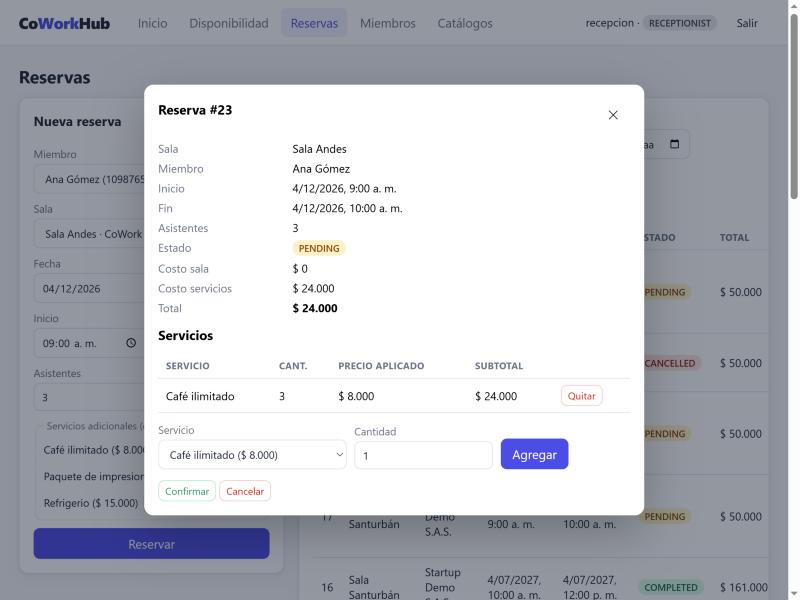 CoWorkHub Inicio Disponibilidad Reservas Miembros Catálogos recepcion · RECEPTIONIST Salir
Reservas
Nueva reserva
Miembro
Ana Gómez (1098765
Sala
Sala Andes · CoWork
Fecha
04/12/2026
Inicio
09:00 a. m.
Asistentes
3
Servicios adicionales (
Café ilimitado ($ 8.000
Paquete de impresion
Refrigerio ($ 15.000)
Reservar
Reserva #23
Sala Sala Andes
Miembro Ana Gómez
Inicio 4/12/2026, 9:00 a. m.
Fin 4/12/2026, 10:00 a. m.
Asistentes 3
Estado PENDING
Costo sala $ 0
Costo servicios $ 24.000
Total $ 24.000
Servicios
SERVICIO CANT. PRECIO APLICADO SUBTOTAL
Café ilimitado 3 $ 8.000 $ 24.000 Quitar
Servicio Cantidad
Café ilimitado ($ 8.000) 1 Agregar
Confirmar Cancelar
aa
STADO TOTAL
PENDING $ 50.000
CANCELLED $ 50.000
PENDING $ 50.000
17 Santurbán Demo S.A.S. 9:00 a. m. 10:00 a. m. PENDING $ 50.000
16 Sala Santurbán Startup Demo 4/07/2027, 10:00 a. m. 4/07/2027, 12:00 p. m. COMPLETED $ 161.000